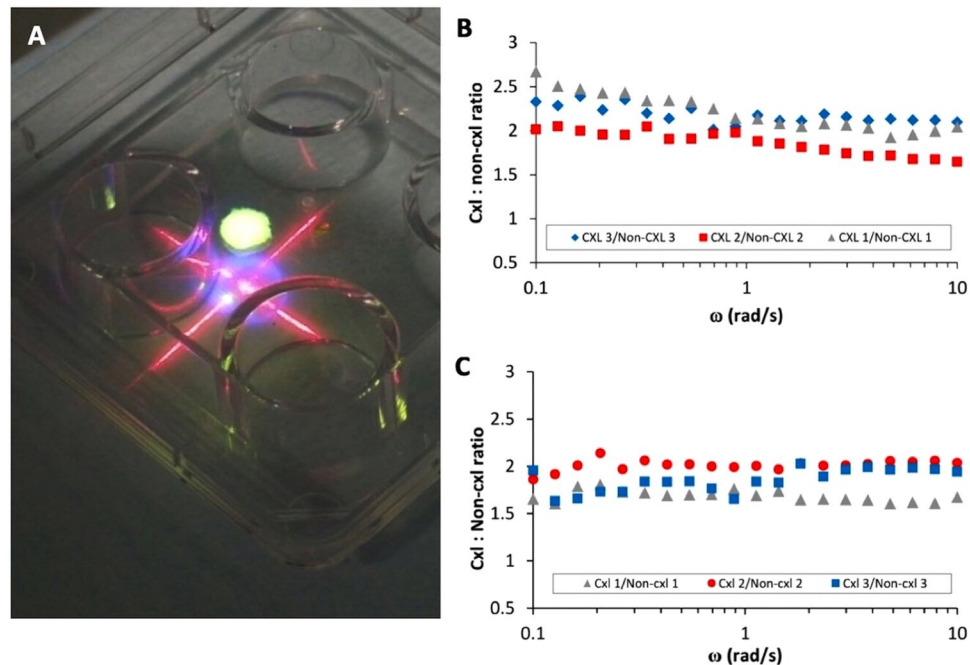 A
B
Cxl : non-cxl ratio
3
2.5
2
1.5
1
0.5
0.1
1
10
CXL 3/Non-CXL 3
CXL 2/Non-CXL 2
CXL 1/Non-CXL 1
ω (rad/s)
C
Cxl : Non-cxl ratio
3
2.5
2
1.5
1
0.5
0.1
1
10
Cxl 1/Non-cxl 1
Cxl 2/Non-cxl 2
Cxl 3/Non-cxl 3
ω (rad/s)